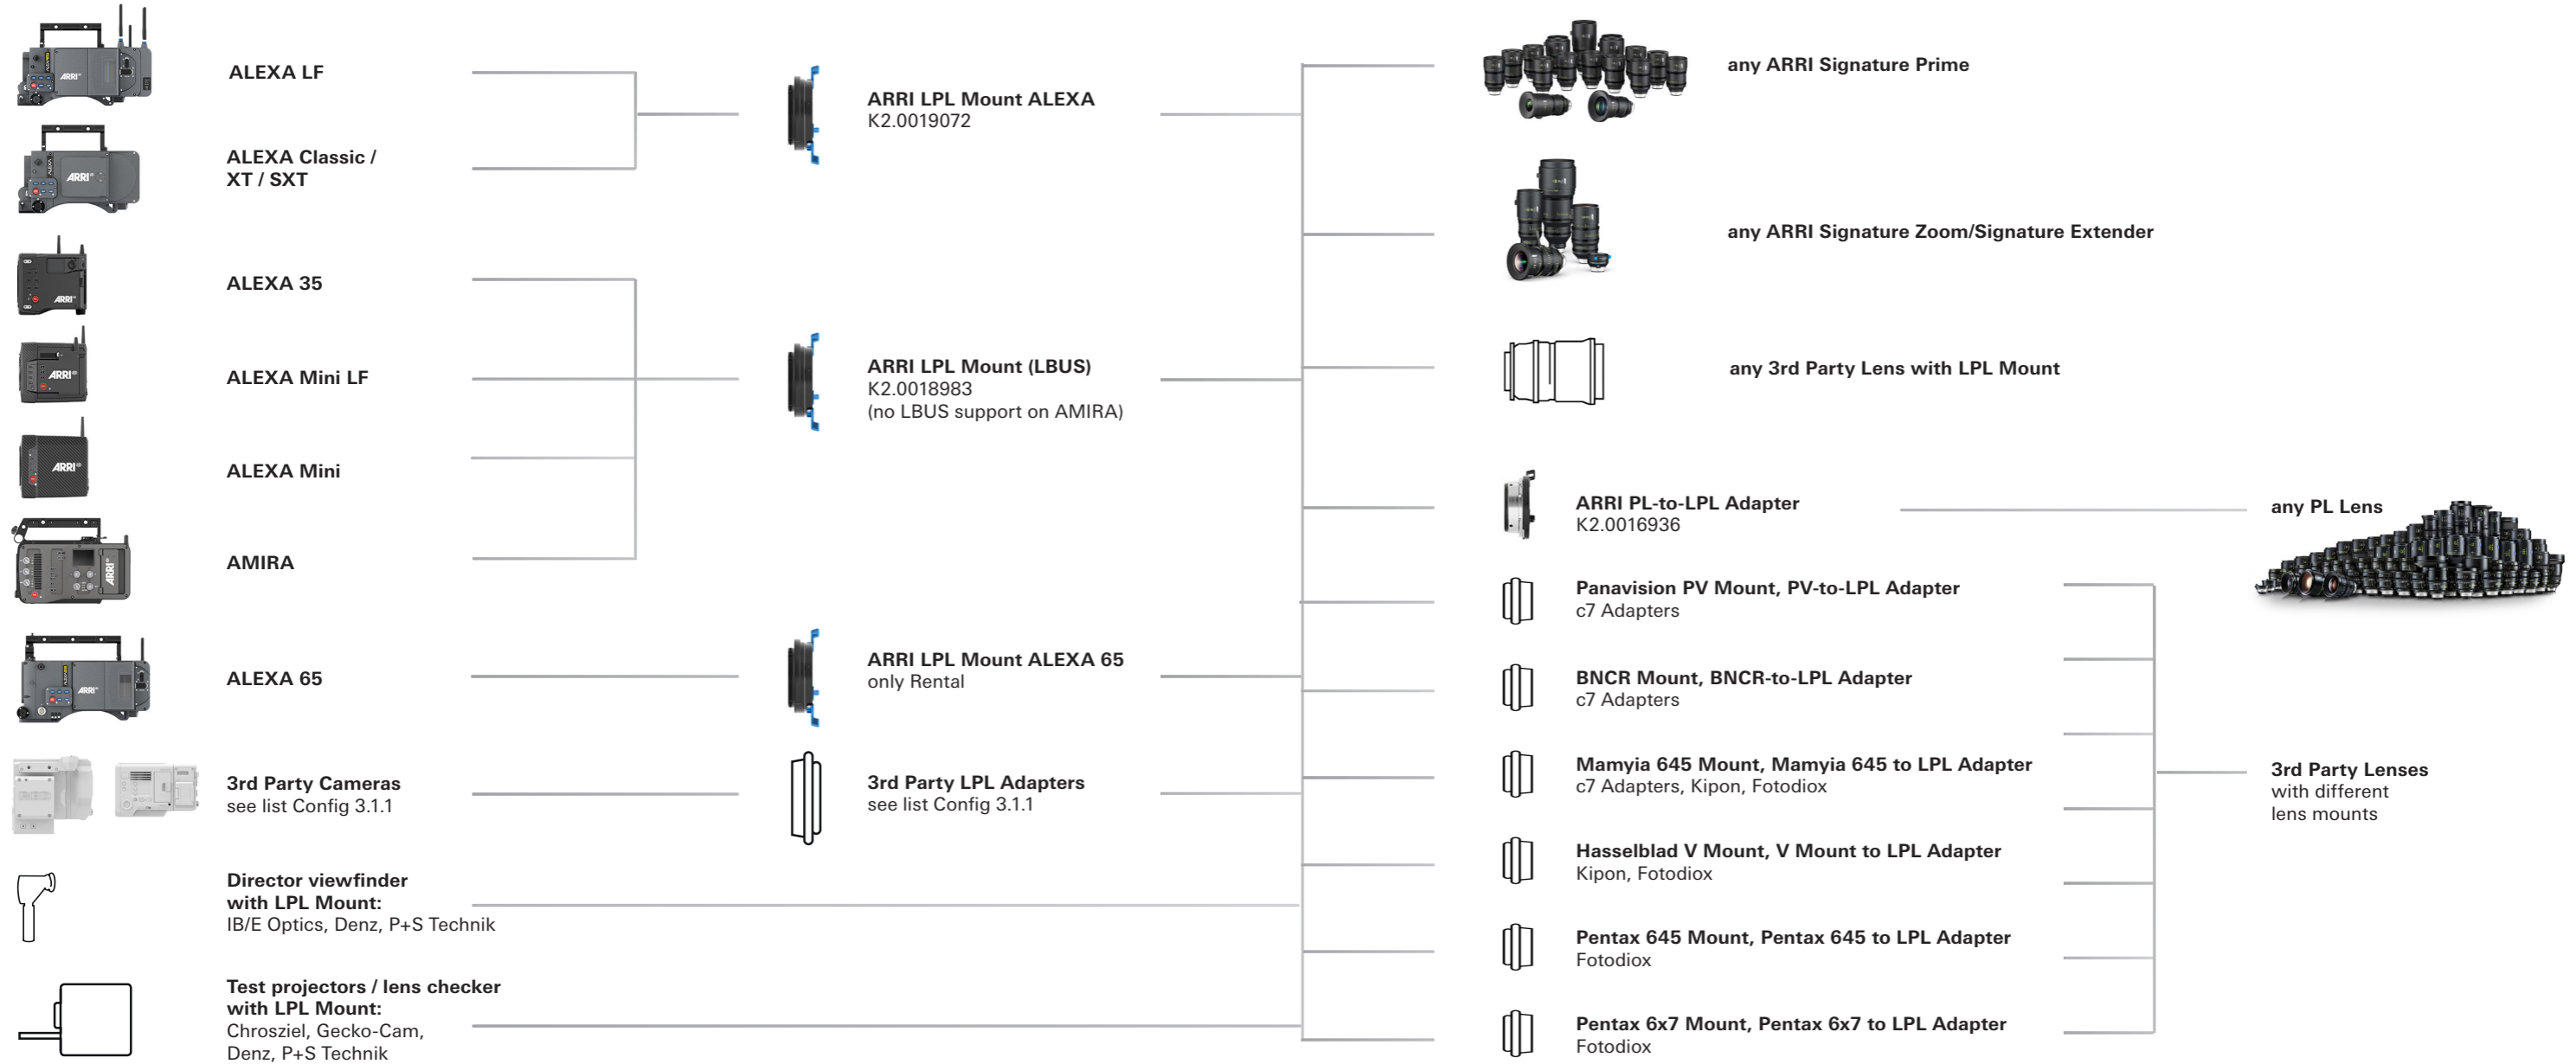 ALEXA LF
ALEXA Classic /
XT / SXT
ALEXA 35
ALEXA Mini LF
ALEXA Mini
AMIRA
ALEXA 65
3rd Party Cameras
see list Config 3.1.1
Director viewfinder
with LPL Mount:
IB/E Optics, Denz, P+S Technik
Test projectors / lens checker
with LPL Mount:
Chrosziel, Gecko-Cam,
Denz, P+S Technik
ARRI LPL Mount ALEXA
K2.0019072
ARRI LPL Mount (LBUS)
K2.0018983
(no LBUS support on AMIRA)
ARRI LPL Mount ALEXA 65
only Rental
3rd Party LPL Adapters
see list Config 3.1.1
any ARRI Signature Prime
any ARRI Signature Zoom/Signature Extender
any 3rd Party Lens with LPL Mount
ARRI PL-to-LPL Adapter
K2.0016936
Panavision PV Mount, PV-to-LPL Adapter
c7 Adapters
BNCR Mount, BNCR-to-LPL Adapter
c7 Adapters
Mamyia 645 Mount, Mamyia 645 to LPL Adapter
c7 Adapters, Kipon, Fotodiox
Hasselblad V Mount, V Mount to LPL Adapter
Kipon, Fotodiox
Pentax 645 Mount, Pentax 645 to LPL Adapter
Fotodiox
Pentax 6x7 Mount, Pentax 6x7 to LPL Adapter
Fotodiox
any PL Lens
3rd Party Lenses
with different
lens mounts
ARRI
ARRI
ARRI
ARRI
ARRI
ARRI
ARRI